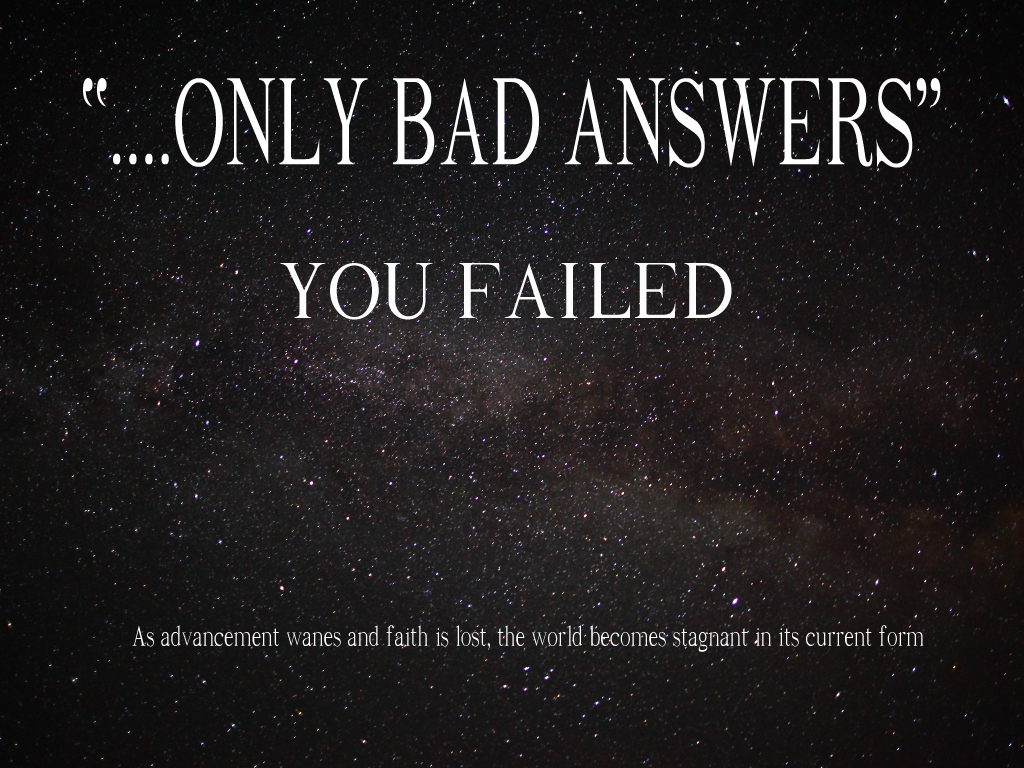 “....ONLY BAD ANSWERS”
YOU FAILED
As advancement wanes and faith is lost, the world becomes stagnant in its current form